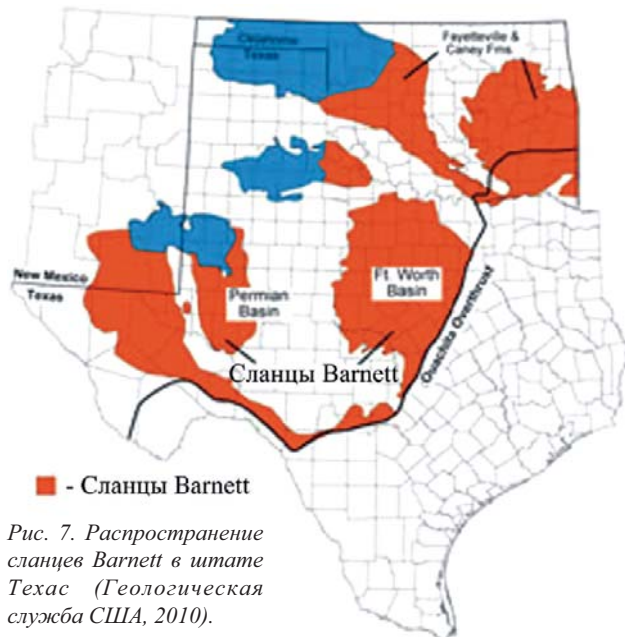 Oklahoma
Texas
Fayetteville &
Caney Fms
New Mexico
Texas
Permian
Basin
Ft Worth
Basin
Ouachita Overthrust
Сланцы Barnett
- Сланцы Barnett
Рис. 7. Распространение
сланцев Barnett в штате
Техас (Геологическая
служба США, 2010).